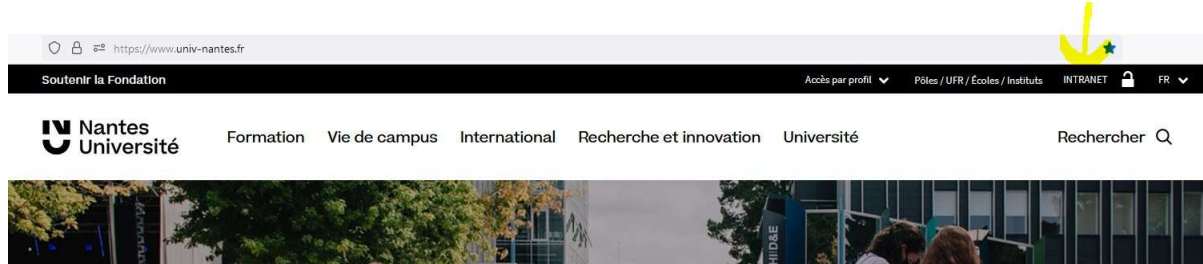 https://www.univ-nantes.fr
Soutenir la Fondation
Accès par profil
Pôles / UFR / Écoles / Instituts
INTRANET
FR
Nantes
Université
Formation
Vie de campus
International
Recherche et innovation
Université
Rechercher